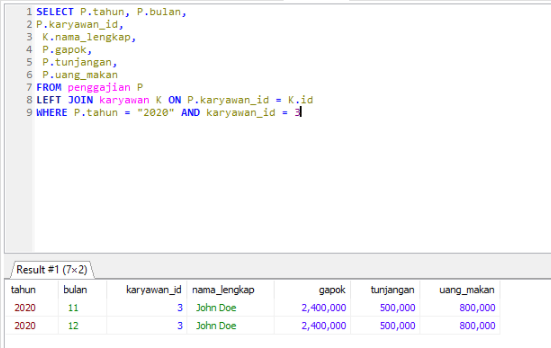 1 SELECT P.tahun, P.bulan,
2 P.karyawan_id,
3 K.nama_lengkap,
4 P.gapok,
5 P.tunjangan,
6 P.uang_makan
7 FROM penggajian P
8 LEFT JOIN karyawan K ON P.karyawan_id = K.id
9 WHERE P.tahun = "2020" AND karyawan_id = 3
Result #1 (7×2)
tahun bulan karyawan_id nama_lengkap gapok tunjangan uang_makan
2020 11 3 John Doe 2,400,000 500,000 800,000
2020 12 3 John Doe 2,400,000 500,000 800,000